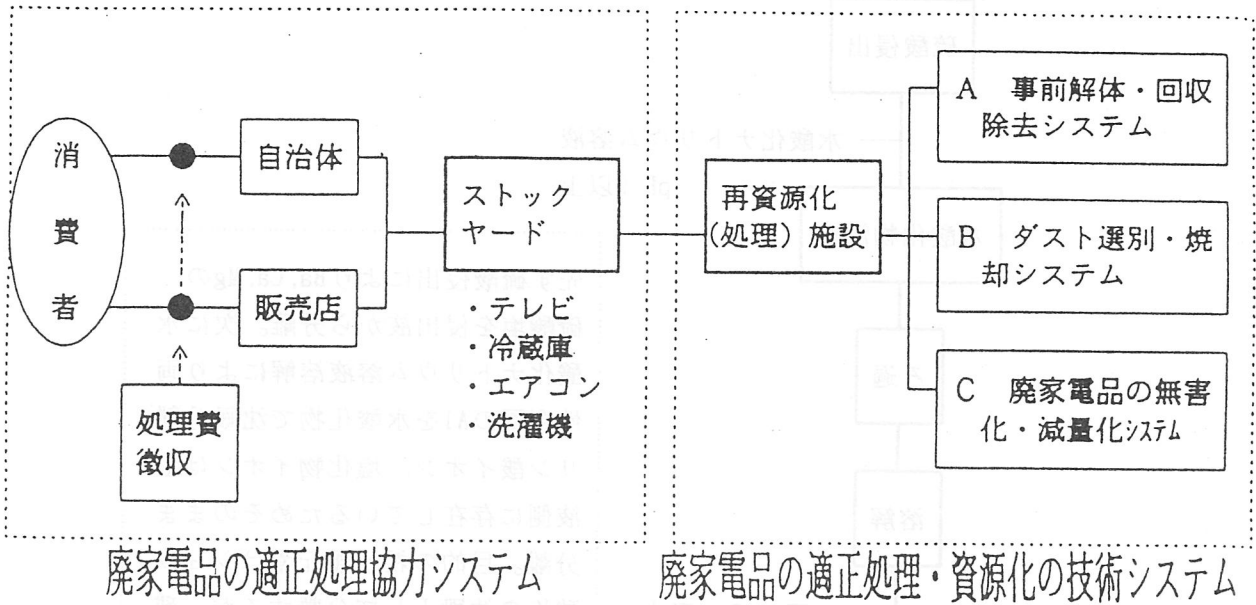 消
費
者
自治体
販売店
処理費
徴収
ストック
ヤード
・テレビ
・冷蔵庫
・エアコン
・洗濯機
再資源化
(処理)施設
A 事前解体・回収
除去システム
B ダスト選別・焼
却システム
C 廃家電品の無害
化・減量化システム
廃家電品の適正処理協力システム
廃家電品の適正処理・資源化の技術システム